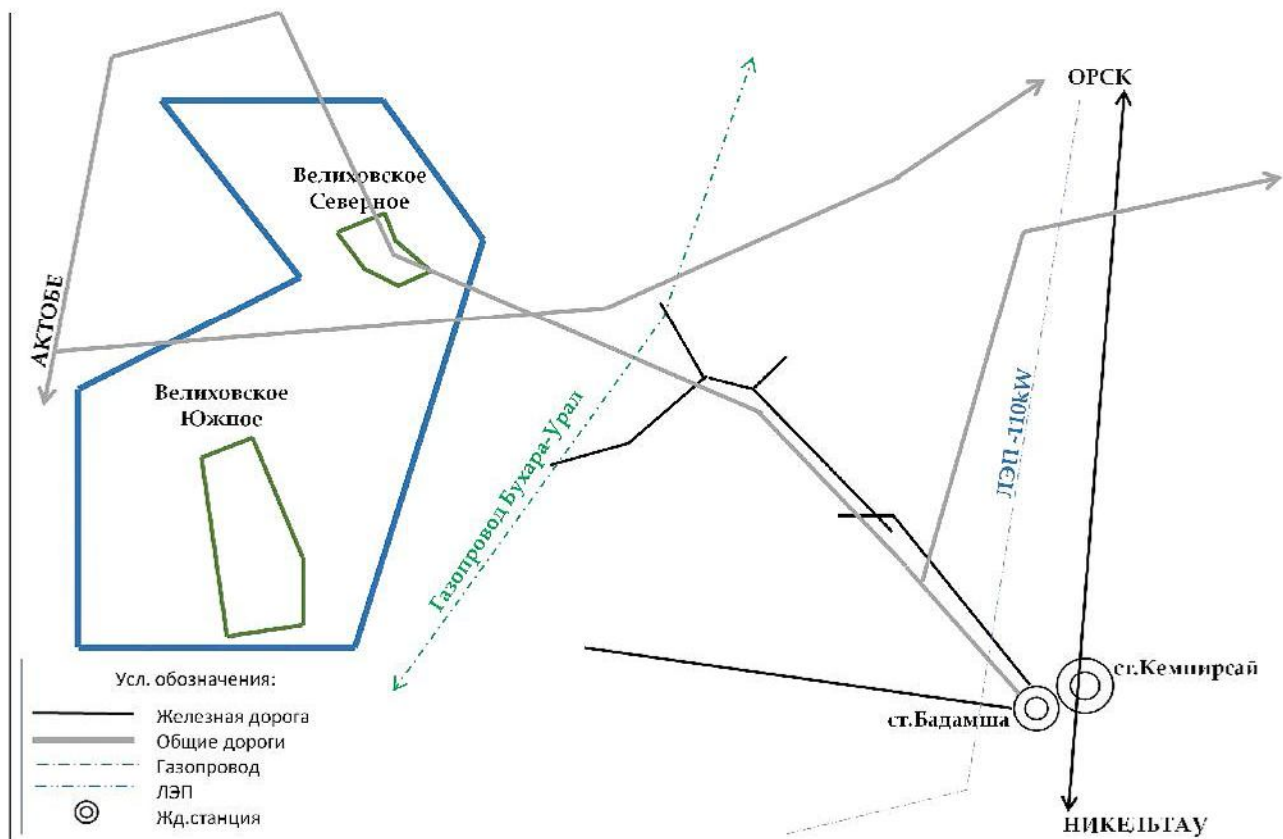 ОРСК
Велиховское
Северное
АКТОБЕ
Велиховское
Южное
Газопровод Бухара-Урал
ЛЭП -110kW
ст.Кемпирсай
ст.Бадамша
НИКЕЛЬТАУ
Усл. обозначения:
Железная дорога
Общие дороги
Газопровод
ЛЭП
Жд.станция